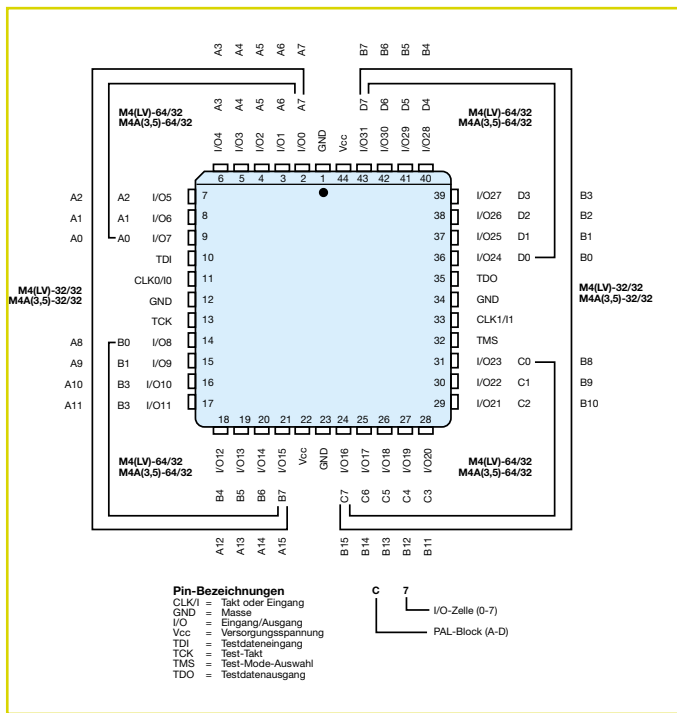 A3 A4 A5 A6 A7 B7 B6 B5 B4
A3 A4 A5 A6 A7 D7 D6 D5 D4
M4(LV)-64/32
M4A(3,5)-64/32
M4(LV)-64/32
M4A(3,5)-64/32
I/O4 I/O3 I/O2 I/O1 I/O0 GND Vcc I/O31 I/O30 I/O29 I/O28
6 5 4 3 2 1 44 43 42 41 40
A2 A2 I/O5 7 39 I/O27 D3 B3
A1 A1 I/O6 8 38 I/O26 D2 B2
A0 A0 I/O7 9 37 I/O25 D1 B1
TDI 10 36 I/O24 D0 B0
CLK0/I0 11 35 TDO
M4(LV)-32/32
M4A(3,5)-32/32
M4(LV)-32/32
M4A(3,5)-32/32
GND 12 34 GND
TCK 13 33 CLK1/I1
A8 B0 I/O8 14 32 TMS
A9 B1 I/O9 15 31 I/O23 C0 B8
A10 B3 I/O10 16 30 I/O22 C1 B9
A11 B3 I/O11 17 29 I/O21 C2 B10
18 19 20 21 22 23 24 25 26 27 28
I/O12 I/O13 I/O14 I/O15 Vcc GND I/O16 I/O17 I/O18 I/O19 I/O20
M4(LV)-64/32
M4A(3,5)-64/32
M4(LV)-64/32
M4A(3,5)-64/32
B4 B5 B6 B7 C7 C6 C5 C4 C3
A12 A13 A14 A15 B15 B14 B13 B12 B11
Pin-Bezeichnungen
CLK/I = Takt oder Eingang
GND = Masse
I/O = Eingang/Ausgang
Vcc = Versorgungsspannung
TDI = Testdateneingang
TCK = Test-Takt
TMS = Test-Mode-Auswahl
TDO = Testdatenausgang
C 7
I/O-Zelle (0-7)
PAL-Block (A-D)